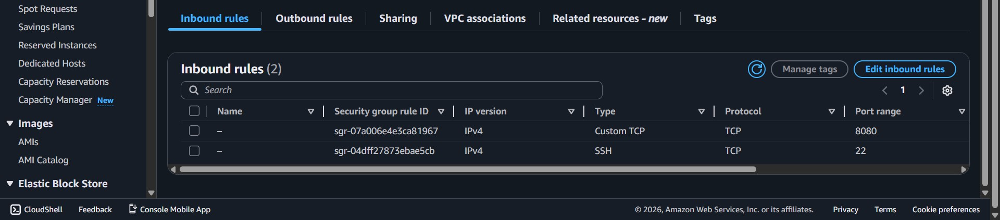 Spot Requests
Savings Plans
Reserved Instances
Dedicated Hosts
Capacity Reservations
Capacity Manager New
Images
AMIs
AMI Catalog
Elastic Block Store
Inbound rules Outbound rules Sharing VPC associations Related resources - new Tags
Inbound rules (2) Manage tags Edit inbound rules
Search 1
Name Security group rule ID IP version Type Protocol Port range
– sgr-07a006e4e3ca81967 IPv4 Custom TCP TCP 8080
– sgr-04dff27873ebae5cb IPv4 SSH TCP 22
CloudShell Feedback Console Mobile App © 2026, Amazon Web Services, Inc. or its affiliates. Privacy Terms Cookie preferences